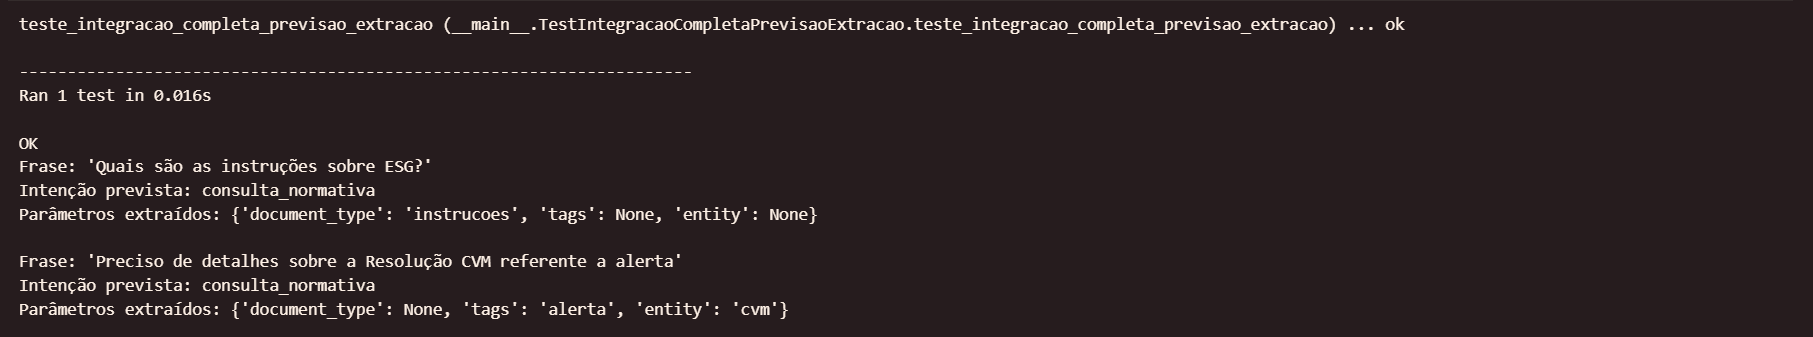 teste_integracao_completa_previsao_extracao (__main__.TestIntegracaoCompletaPrevisaoExtracao.teste_integracao_completa_previsao_extracao) ... ok
----------------------------------------------------------------------
Ran 1 test in 0.016s
OK
Frase: 'Quais são as instruções sobre ESG?'
Intenção prevista: consulta_normativa
Parâmetros extraídos: {'document_type': 'instrucoes', 'tags': None, 'entity': None}
Frase: 'Preciso de detalhes sobre a Resolução CVM referente a alerta'
Intenção prevista: consulta_normativa
Parâmetros extraídos: {'document_type': None, 'tags': 'alerta', 'entity': 'cvm'}